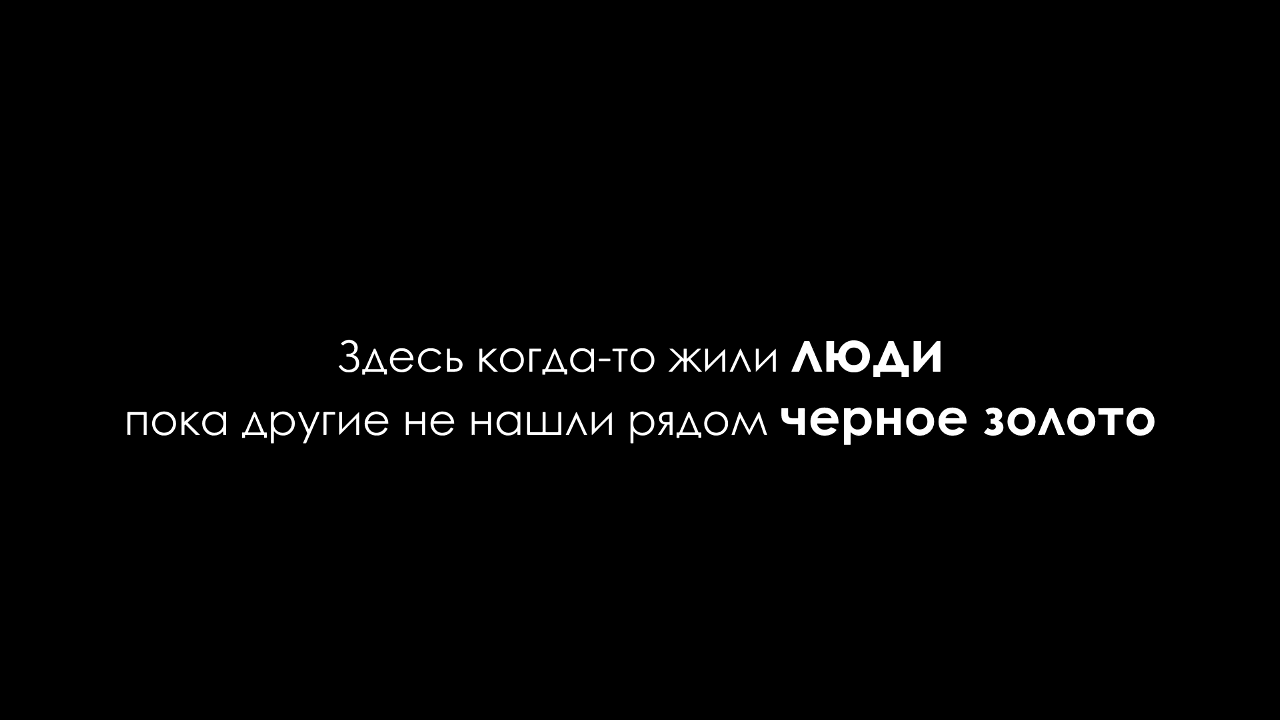 Здесь когда-то жили люди
пока другие не нашли рядом черное золото